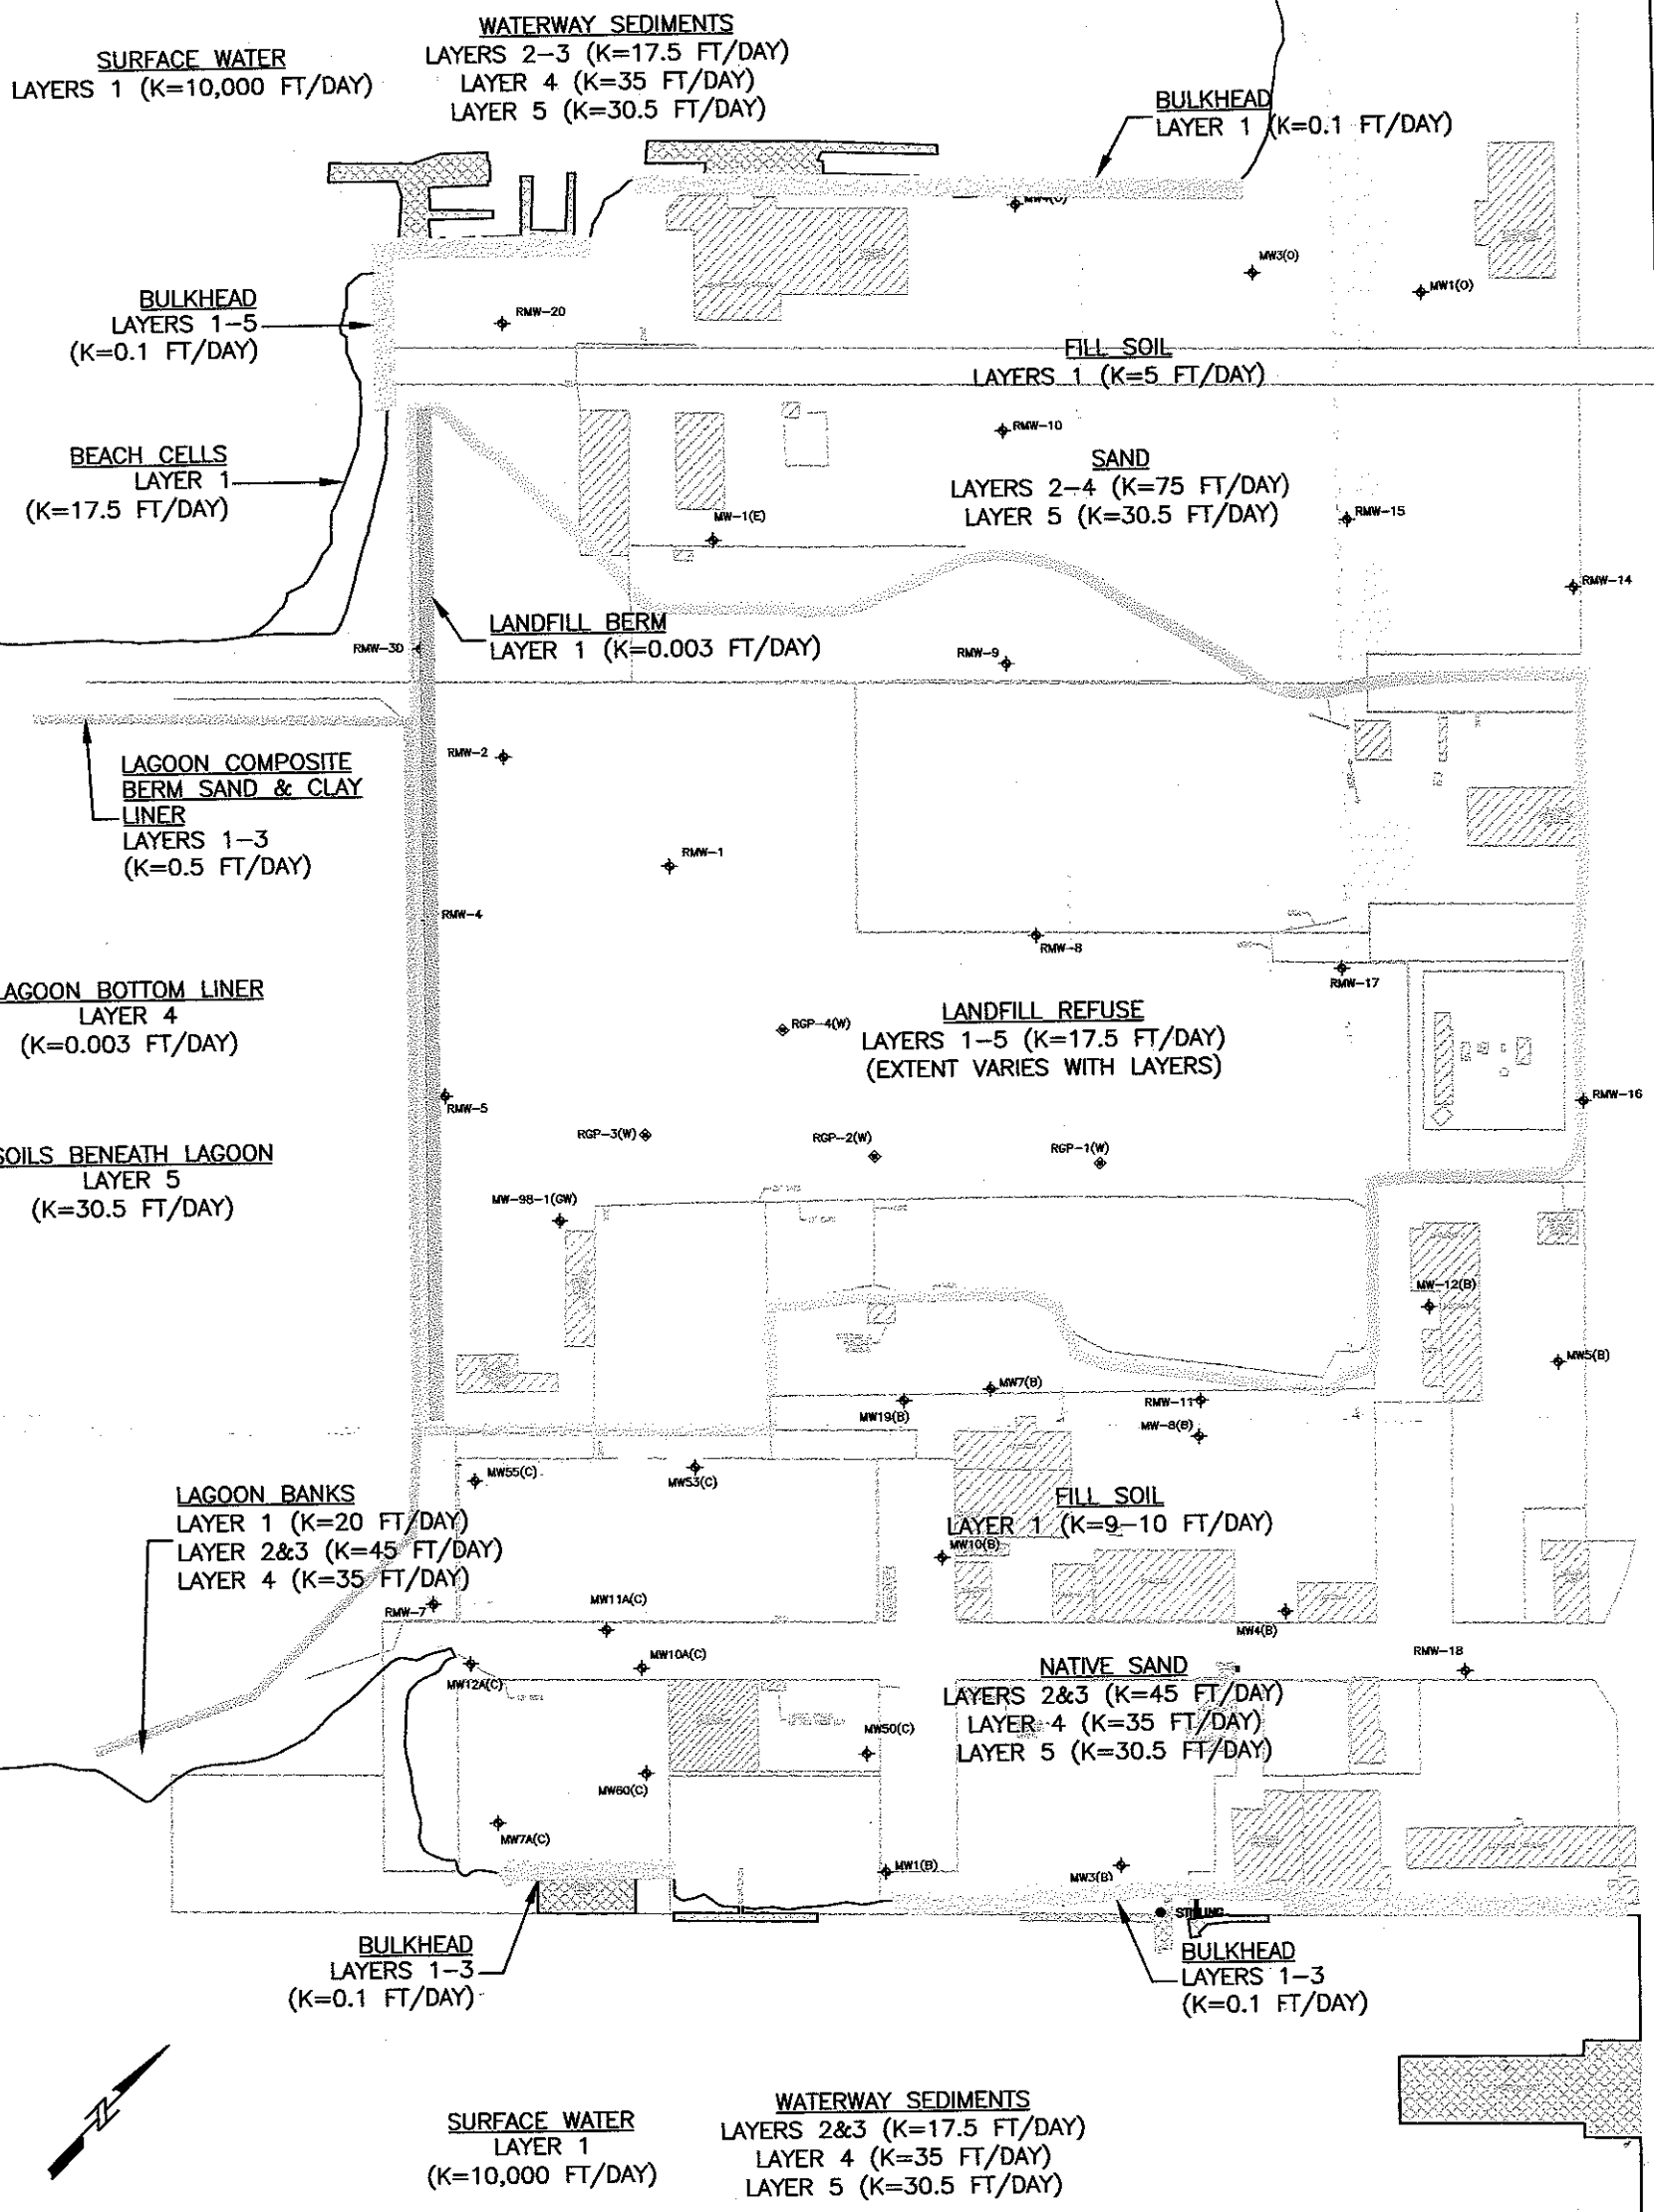 WATERWAY SEDIMENTS
LAYERS 2-3 (K=17.5 FT/DAY)
LAYER 4 (K=35 FT/DAY)
LAYER 5 (K=30.5 FT/DAY)
SURFACE WATER
LAYERS 1 (K=10,000 FT/DAY)
BULKHEAD
LAYER 1 (K=0.1 FT/DAY)
MW3(O)
MW1(O)
BULKHEAD
LAYERS 1-5
(K=0.1 FT/DAY)
RMW-20
FILL SOIL
LAYERS 1 (K=5 FT/DAY)
RMW-10
BEACH CELLS
LAYER 1
(K=17.5 FT/DAY)
SAND
LAYERS 2-4 (K=75 FT/DAY)
LAYER 5 (K=30.5 FT/DAY)
MW-1(E)
RMW-15
RMW-14
LANDFILL BERM
LAYER 1 (K=0.003 FT/DAY)
RMW-3D
RMW-9
RMW-2
LAGOON COMPOSITE
BERM SAND & CLAY
LINER
LAYERS 1-3
(K=0.5 FT/DAY)
RMW-1
RMW-4
RMW-8
RMW-17
LAGOON BOTTOM LINER
LAYER 4
(K=0.003 FT/DAY)
RGP-4(W)
LANDFILL REFUSE
LAYERS 1-5 (K=17.5 FT/DAY)
(EXTENT VARIES WITH LAYERS)
RMW-5
RMW-16
RGP-3(W)
RGP-2(W)
RGP-1(W)
SOILS BENEATH LAGOON
LAYER 5
(K=30.5 FT/DAY)
MW-98-1(GW)
MW-12(B)
MW5(B)
MW7(B)
MW19(B)
RMW-11
MW-8(B)
MW55(C)
MW53(C)
LAGOON BANKS
LAYER 1 (K=20 FT/DAY)
LAYER 2&3 (K=45 FT/DAY)
LAYER 4 (K=35 FT/DAY)
FILL SOIL
LAYER 1 (K=9-10 FT/DAY)
MW10(B)
RMW-7
MW11A(C)
MW4(B)
MW10A(C)
MW12A(C)
RMW-18
NATIVE SAND
LAYERS 2&3 (K=45 FT/DAY)
LAYER 4 (K=35 FT/DAY)
LAYER 5 (K=30.5 FT/DAY)
MW50(C)
MW60(C)
MW7A(C)
MW1(B)
MW3(B)
BULKHEAD
LAYERS 1-3
(K=0.1 FT/DAY)
BULKHEAD
LAYERS 1-3
(K=0.1 FT/DAY)
N
SURFACE WATER
LAYER 1
(K=10,000 FT/DAY)
WATERWAY SEDIMENTS
LAYERS 2&3 (K=17.5 FT/DAY)
LAYER 4 (K=35 FT/DAY)
LAYER 5 (K=30.5 FT/DAY)